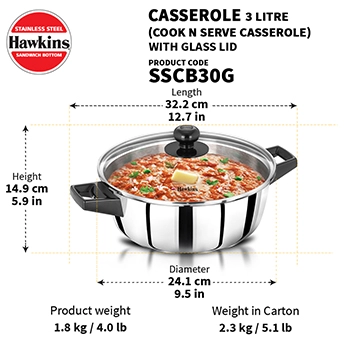 STAINLESS STEEL
Hawkins
SANDWICH BOTTOM
CASSEROLE 3 LITRE
(COOK N SERVE CASSEROLE)
WITH GLASS LID
PRODUCT CODE
SSCB30G
Length
32.2 cm
12.7 in
Height
14.9 cm
5.9 in
Hawkins
Diameter
24.1 cm
9.5 in
Product weight
1.8 kg / 4.0 lb
Weight in Carton
2.3 kg / 5.1 lb